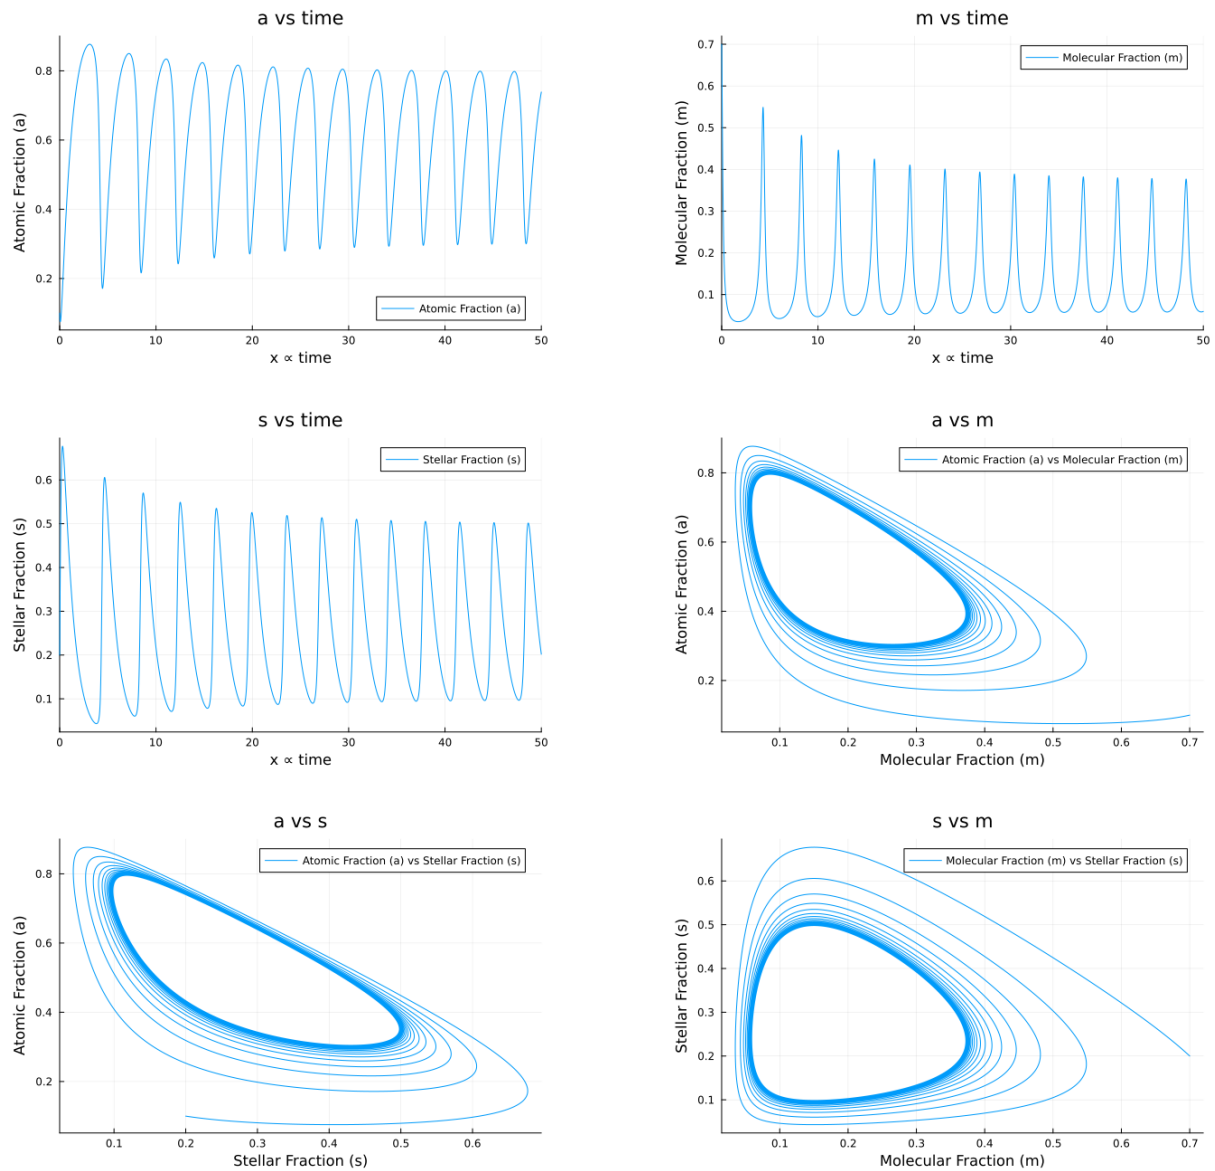 a vs time
Atomic Fraction (a)
0.8
0.6
0.4
0.2
Atomic Fraction (a)
0 10 20 30 40 50
x ∝ time
m vs time
Molecular Fraction (m)
0.7
0.6
0.5
0.4
0.3
0.2
0.1
Molecular Fraction (m)
0 10 20 30 40 50
x ∝ time
s vs time
Stellar Fraction (s)
0.6
0.5
0.4
0.3
0.2
0.1
Stellar Fraction (s)
0 10 20 30 40 50
x ∝ time
a vs m
Atomic Fraction (a) vs Molecular Fraction (m)
0.8
0.6
0.4
0.2
Atomic Fraction (a)
0.1 0.2 0.3 0.4 0.5 0.6 0.7
Molecular Fraction (m)
a vs s
Atomic Fraction (a) vs Stellar Fraction (s)
0.8
0.6
0.4
0.2
Atomic Fraction (a)
0.1 0.2 0.3 0.4 0.5 0.6
Stellar Fraction (s)
s vs m
Molecular Fraction (m) vs Stellar Fraction (s)
0.6
0.5
0.4
0.3
0.2
0.1
Stellar Fraction (s)
0.1 0.2 0.3 0.4 0.5 0.6 0.7
Molecular Fraction (m)